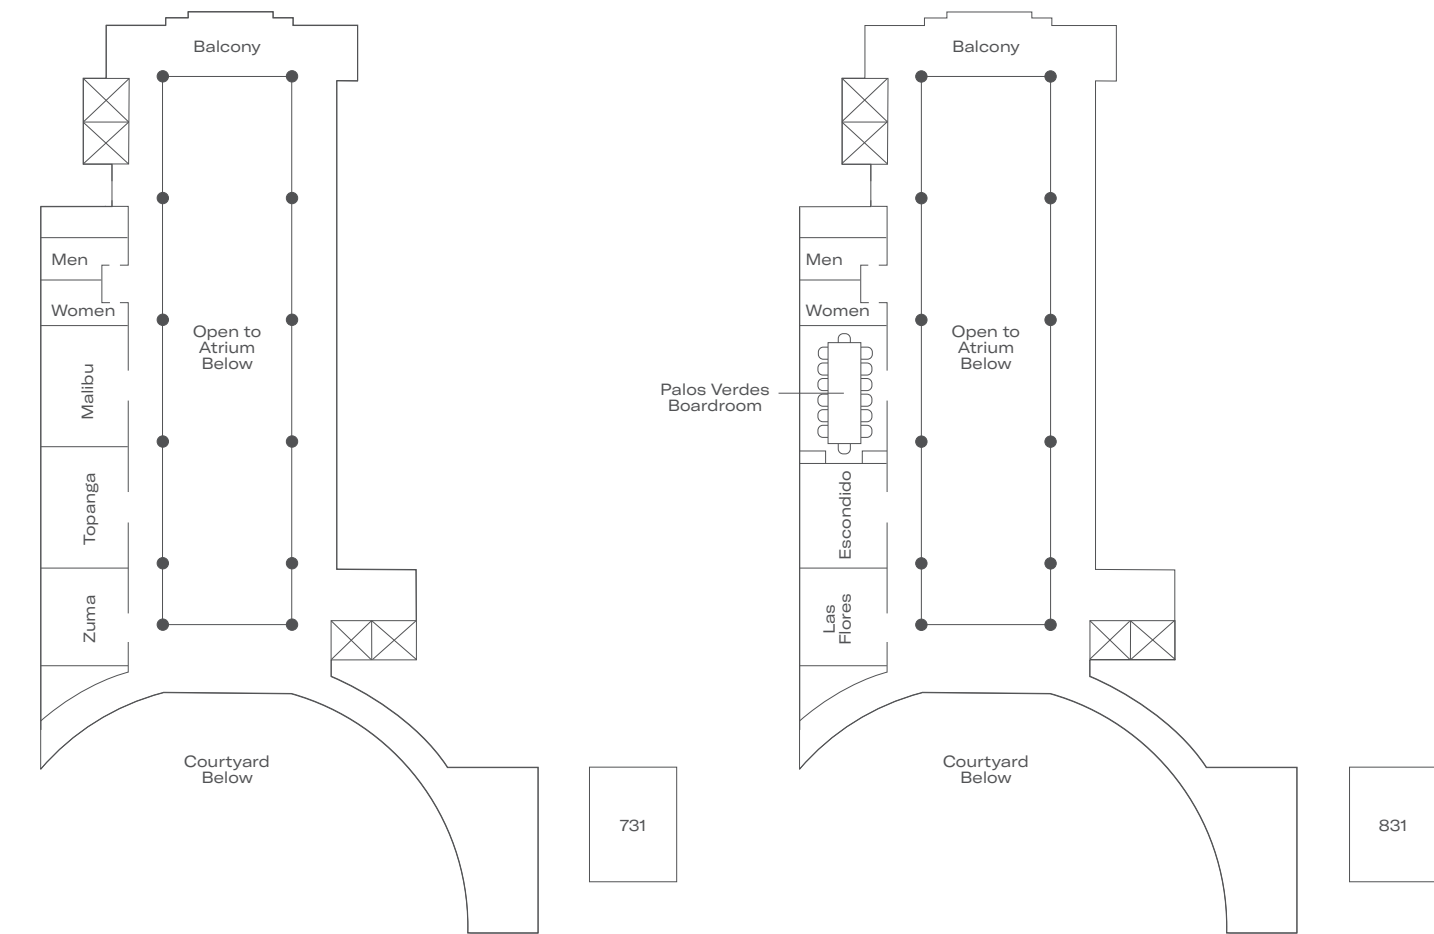 Balcony
Men
Women
Open to
Atrium
Below
Malibu
Topanga
Zuma
Courtyard
Below
731
Balcony
Men
Women
Open to
Atrium
Below
Palos Verdes
Boardroom
Escondido
Las
Flores
Courtyard
Below
831